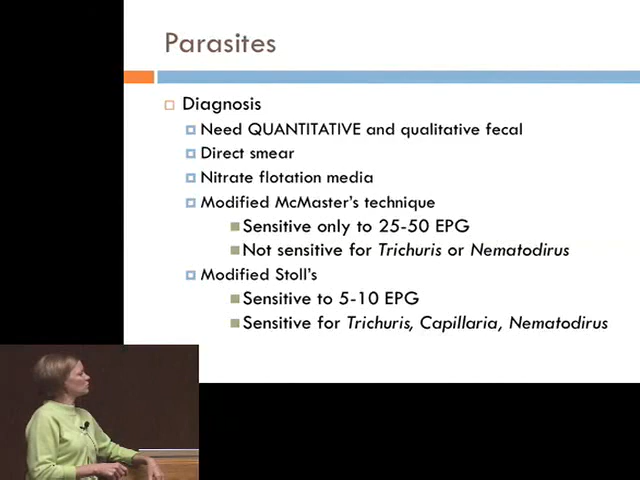 Parasites
Diagnosis
Need QUANTITATIVE and qualitative fecal
Direct smear
Nitrate flotation media
Modified McMaster's technique
Sensitive only to 25-50 EPG
Not sensitive for Trichuris or Nematodirus
Modified Stoll's
Sensitive to 5-10 EPG
Sensitive for Trichuris, Capillaria, Nematodirus